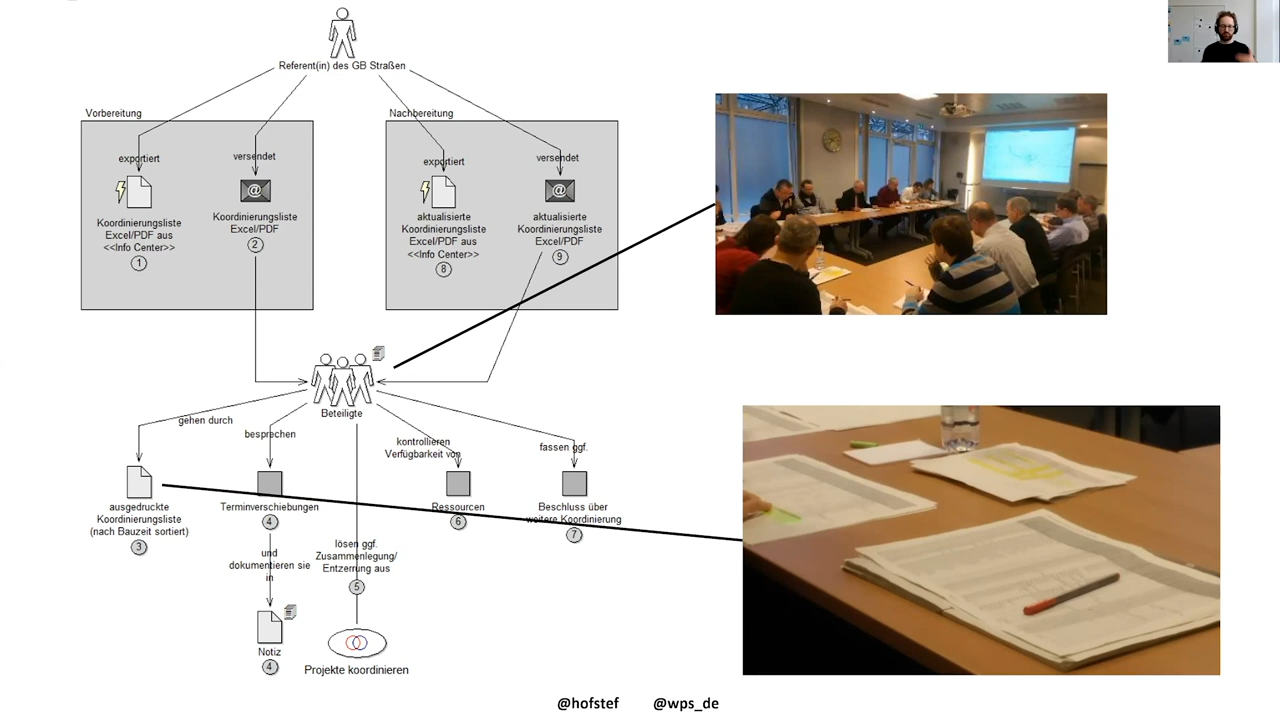 Referent(in) des GB Straßen
Vorbereitung
exportiert
versendet
@
Koordinierungsliste
Excel/PDF aus
<<Info Center>>
1
Koordinierungsliste
Excel/PDF
2
Nachbereitung
exportiert
versendet
@
aktualisierte
Koordinierungsliste
Excel/PDF aus
<<Info Center>>
8
aktualisierte
Koordinierungsliste
Excel/PDF
9
Beteiligte
gehen durch
besprechen
kontrollieren
Verfügbarkeit von
fassen ggf.
ausgedruckte
Koordinierungsliste
(nach Bauzeit sortiert)
3
Terminverschiebungen
4
Ressourcen
6
Beschluss über
weitere Koordinierung
7
und
dokumentieren sie
in
lösen ggf.
Zusammenlegung/
Entzerrung aus
5
Notiz
4
Projekte koordinieren
@hofstef @wps_de